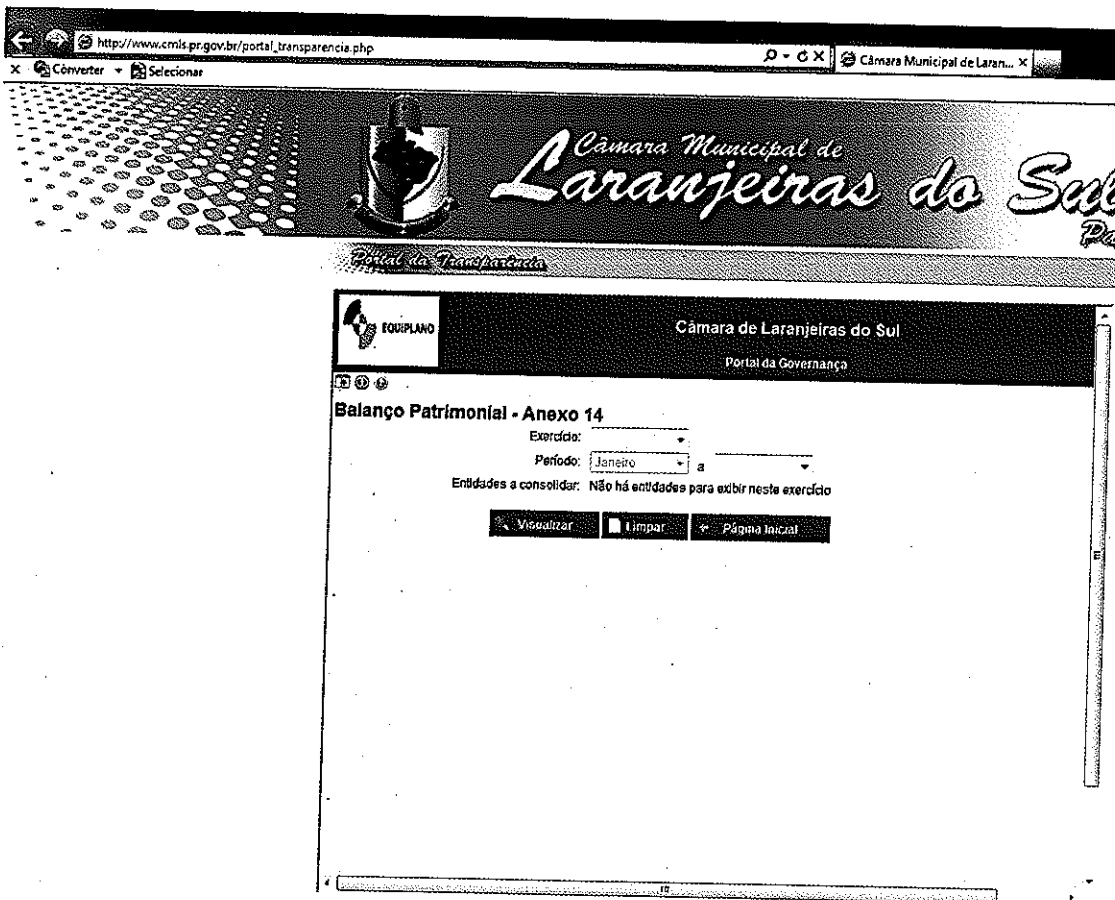 http://www.cmls.pr.gov.br/portal_transparencia.php
Câmara Municipal de Laran... X
X Converter Selecionar
Câmara Municipal de
Laranjeiras do Sul
Portal da Transparência
EQUIPLANO
Câmara de Laranjeiras do Sul
Portal da Governança
Balanço Patrimonial - Anexo 14
Exercício:
Período: Janeiro a
Entidades a consolidar: Não há entidades para exibir neste exercício
Visualizar Limpar Página Inicial